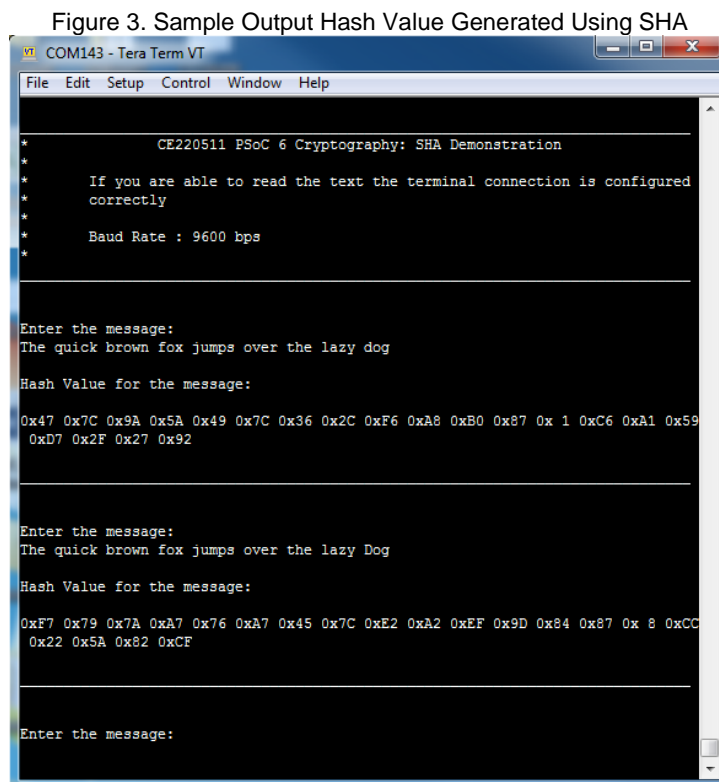 Figure 3. Sample Output Hash Value Generated Using SHA
COM143 - Tera Term VT
File Edit Setup Control Window Help
* CE220511 PSoC 6 Cryptography: SHA Demonstration
*
* If you are able to read the text the terminal connection is configured
* correctly
*
* Baud Rate : 9600 bps
*
Enter the message:
The quick brown fox jumps over the lazy dog
Hash Value for the message:
0x47 0x7C 0x9A 0x5A 0x49 0x7C 0x36 0x2C 0xF6 0xA8 0xB0 0x87 0x 1 0xC6 0xA1 0x59
0xD7 0x2F 0x27 0x92
Enter the message:
The quick brown fox jumps over the lazy Dog
Hash Value for the message:
0xF7 0x79 0x7A 0xA7 0x76 0xA7 0x45 0x7C 0xE2 0xA2 0xEF 0x9D 0x84 0x87 0x 8 0xCC
0x22 0x5A 0x82 0xCF
Enter the message: